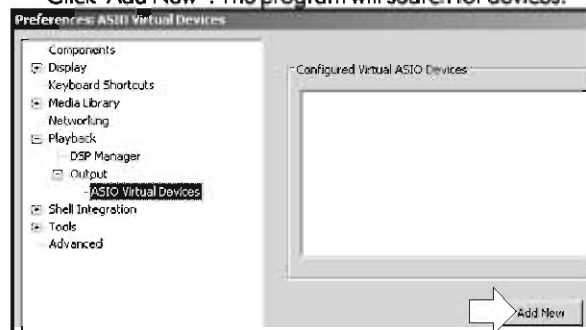 Click "Add New". The program will search for devices.
Preferences: ASIO Virtual Devices
Components
Display
Keyboard Shortcuts
Media Library
Networking
Playback
DSP Manager
Output
ASIO Virtual Devices
Shell Integration
Tools
Advanced
Configured Virtual ASIO Devices
Add New